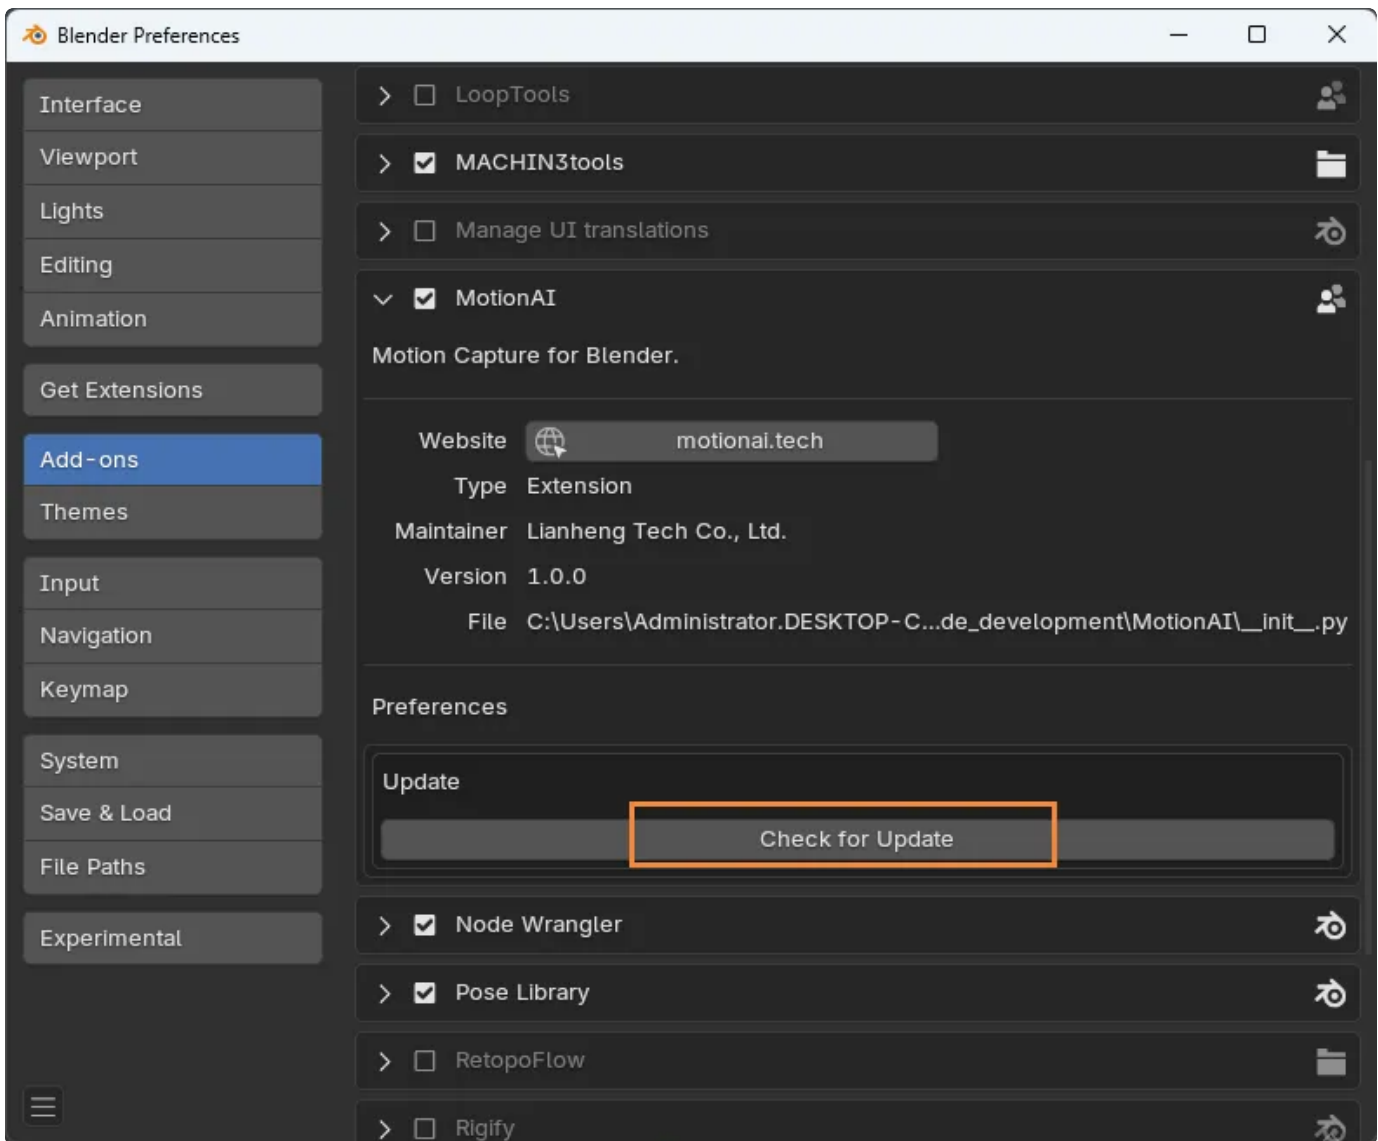 Blender Preferences
Interface
Viewport
Lights
Editing
Animation
Get Extensions
Add-ons
Themes
Input
Navigation
Keymap
System
Save & Load
File Paths
Experimental
LoopTools
MACHIN3tools
Manage UI translations
MotionAI
Motion Capture for Blender.
Website motionai.tech
Type Extension
Maintainer Lianheng Tech Co., Ltd.
Version 1.0.0
File C:\Users\Administrator.DESKTOP-C...de_development\MotionAI\__init__.py
Preferences
Update
Check for Update
Node Wrangler
Pose Library
RetopoFlow
Rigify